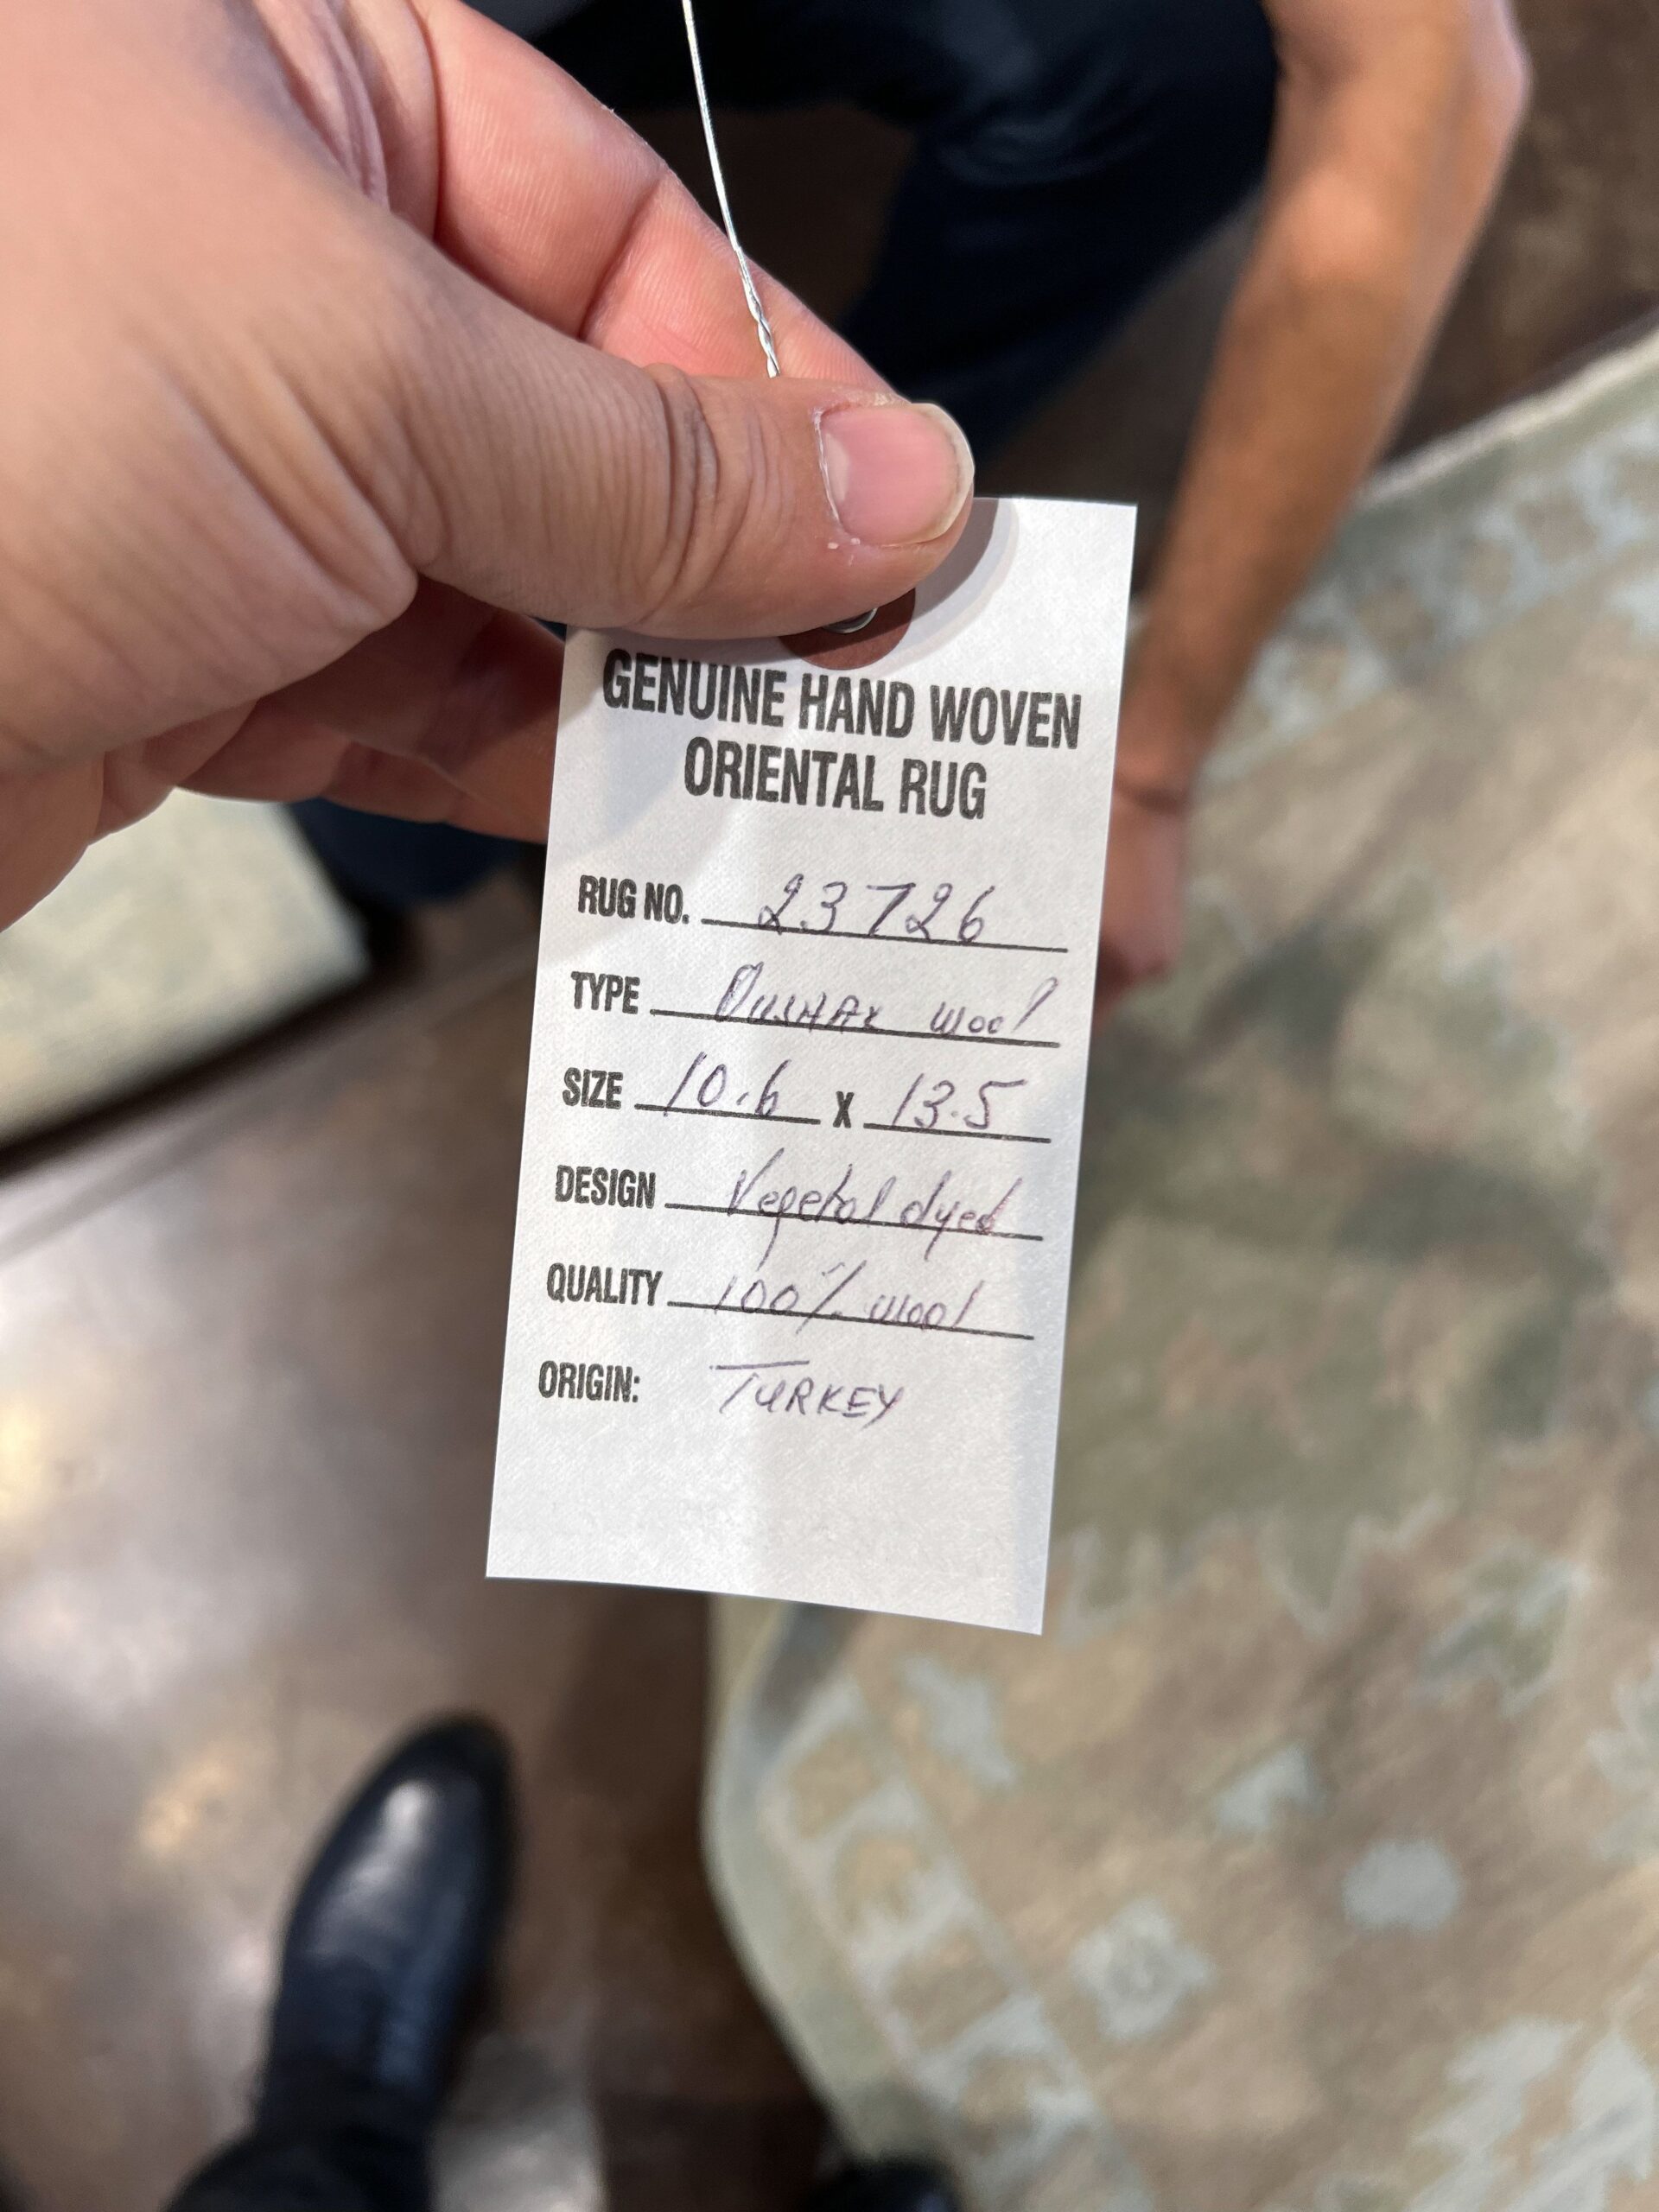 GENUINE HAND WOVEN
ORIENTAL RUG
RUG NO. 23726
TYPE OUSHAK wool
SIZE 10.6 X 13.5
DESIGN Vegetal dyed
QUALITY 100% wool
ORIGIN: TURKEY